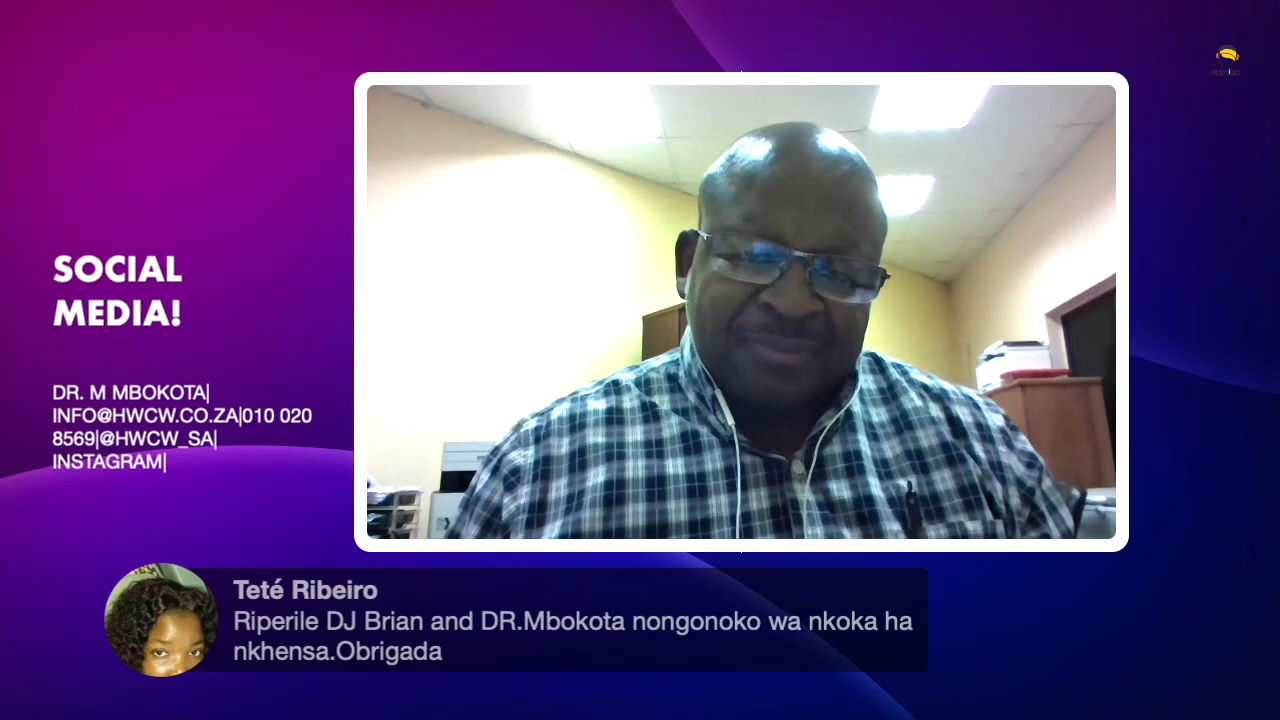 SOCIAL
MEDIA!
DR. M MBOKOTA|
INFO@HWCW.CO.ZA|010 020
8569|@HWCW_SA|
INSTAGRAM|
Teté Ribeiro
Riperile DJ Brian and DR.Mbokota nongonoko wa nkoka ha
nkhensa.Obrigada